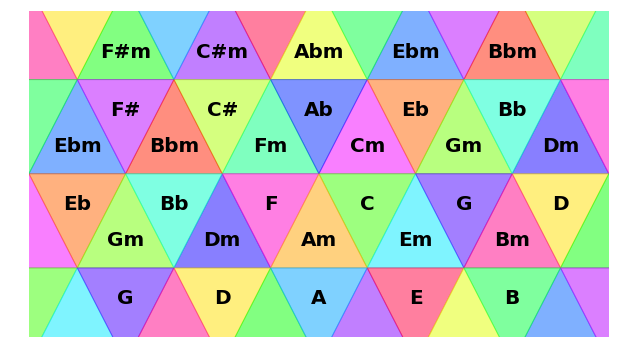 F#m C#m Abm Ebm Bbm
F# C# Ab Eb Bb
Ebm Bbm Fm Cm Gm Dm
Eb Bb F C G D
Gm Dm Am Em Bm
G D A E B